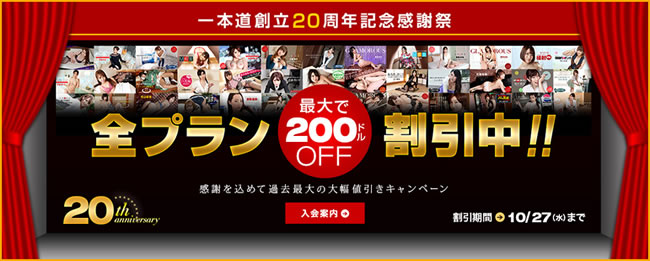 一本道創立20周年記念感謝祭
GLAMOROUS
全プラン
最大で
200ドル
OFF
割引中!!
感謝を込めて過去最大の大幅値引きキャンペーン
20th
anniversary
入会案内
割引期間 10/27(水)まで